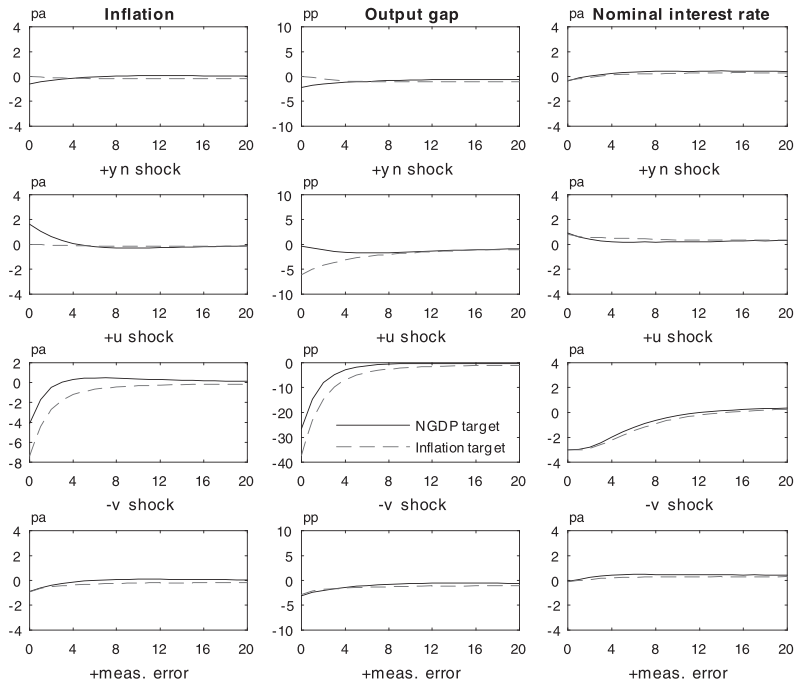 Inflation Output gap Nominal interest rate
pa pp pa
4 10 4
2 5 2
0 0 0
-2 -5 -2
-4 -10 -4
0 4 8 12 16 20 0 4 8 12 16 20 0 4 8 12 16 20
+yn shock +yn shock +yn shock
pa pp pa
4 10 4
2 5 2
0 0 0
-2 -5 -2
-4 -10 -4
0 4 8 12 16 20 0 4 8 12 16 20 0 4 8 12 16 20
+u shock +u shock +u shock
pa pp pa
2 0 4
0 -10 2
-2 -20 0
-4 NGDP target
-6 -30 -2
Inflation target
-8 -40 -4
0 4 8 12 16 20 0 4 8 12 16 20 0 4 8 12 16 20
-v shock -v shock -v shock
pa pp pa
4 10 4
2 5 2
0 0 0
-2 -5 -2
-4 -10 -4
0 4 8 12 16 20 0 4 8 12 16 20 0 4 8 12 16 20
+meas. error +meas. error +meas. error